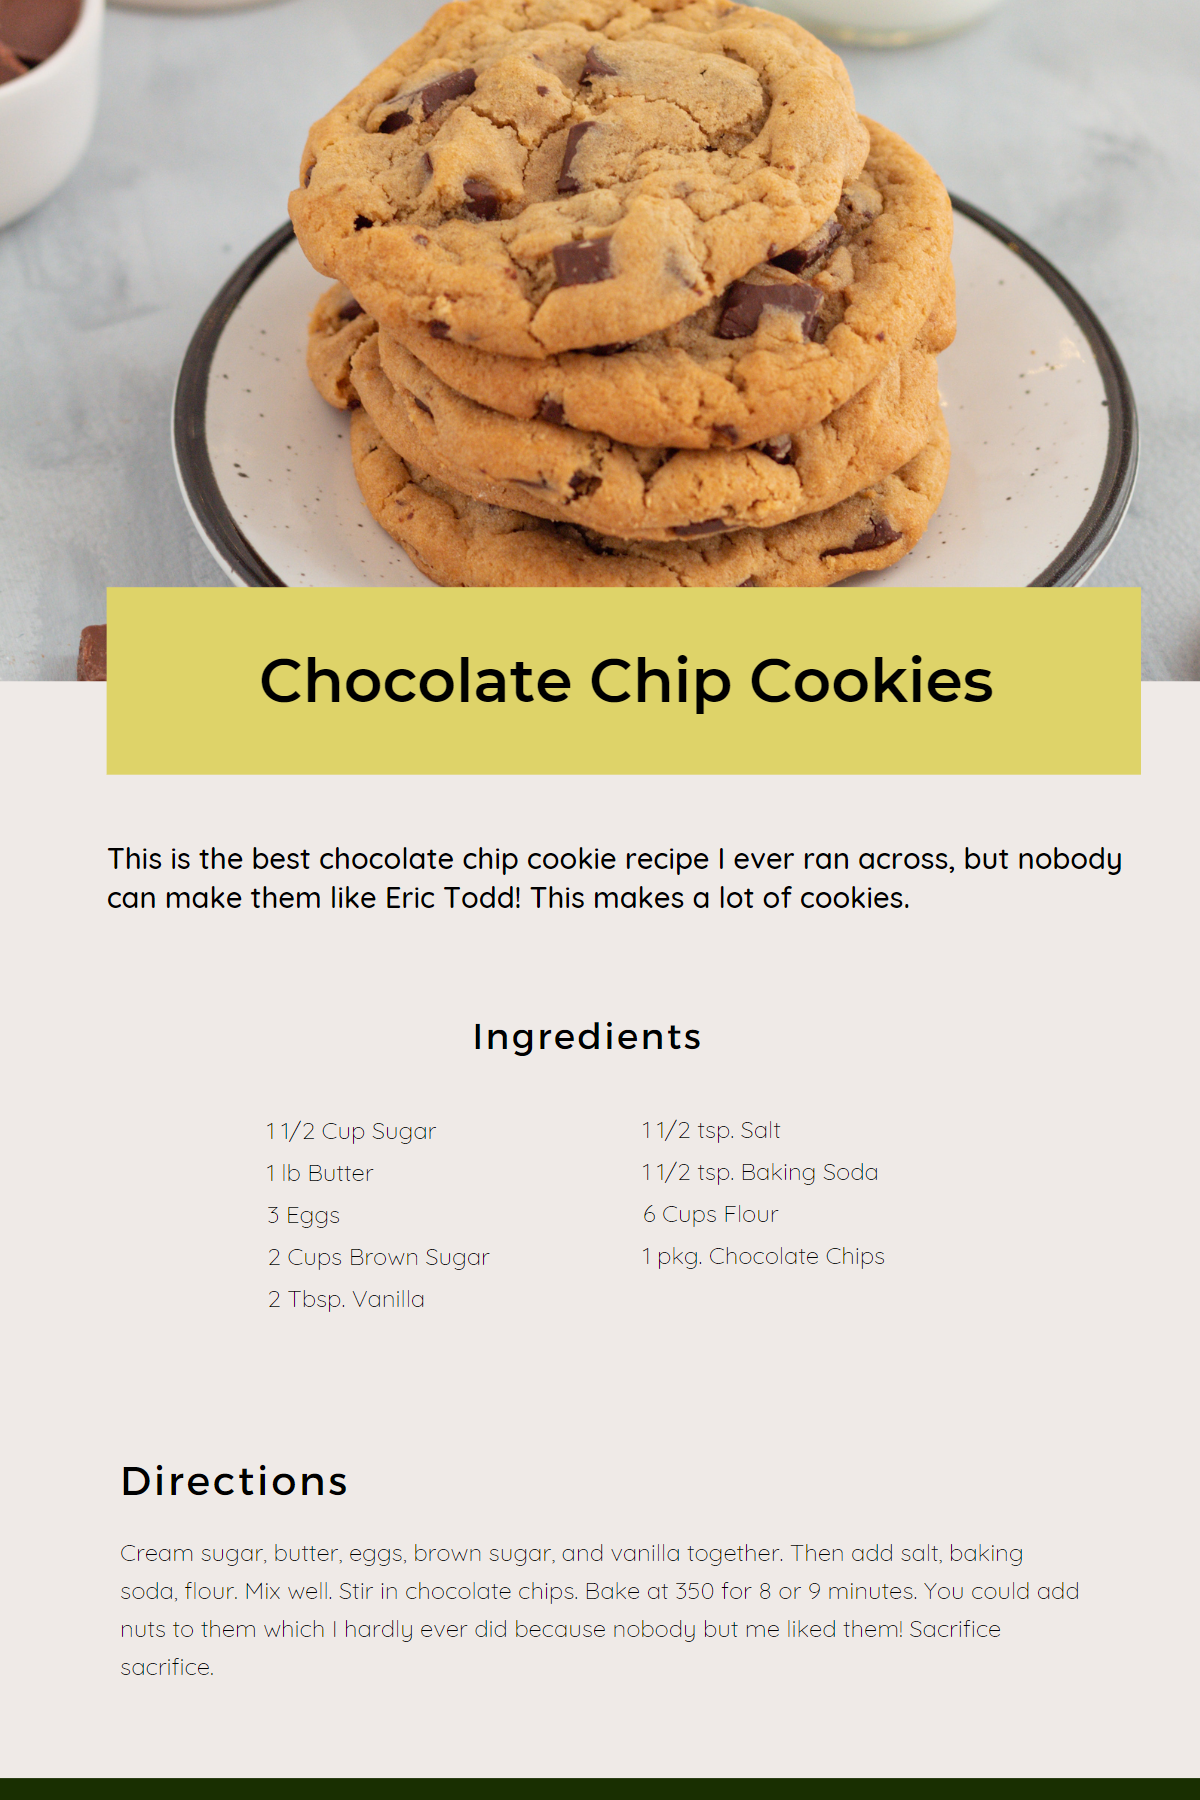 Chocolate Chip Cookies
This is the best chocolate chip cookie recipe I ever ran across, but nobody
can make them like Eric Todd! This makes a lot of cookies.
Ingredients
1 1/2 Cup Sugar
1 lb Butter
3 Eggs
2 Cups Brown Sugar
2 Tbsp. Vanilla
1 1/2 tsp. Salt
1 1/2 tsp. Baking Soda
6 Cups Flour
1 pkg. Chocolate Chips
Directions
Cream sugar, butter, eggs, brown sugar, and vanilla together. Then add salt, baking
soda, flour. Mix well. Stir in chocolate chips. Bake at 350 for 8 or 9 minutes. You could add
nuts to them which I hardly ever did because nobody but me liked them! Sacrifice
sacrifice.